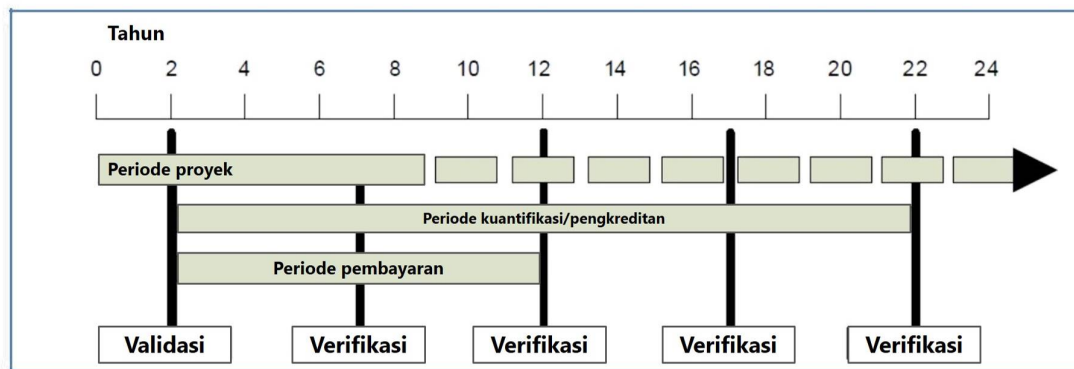 Tahun
0 2 4 6 8 10 12 14 16 18 20 22 24
Periode proyek
Periode kuantifikasi/pengkreditan
Periode pembayaran
Validasi Verifikasi Verifikasi Verifikasi Verifikasi